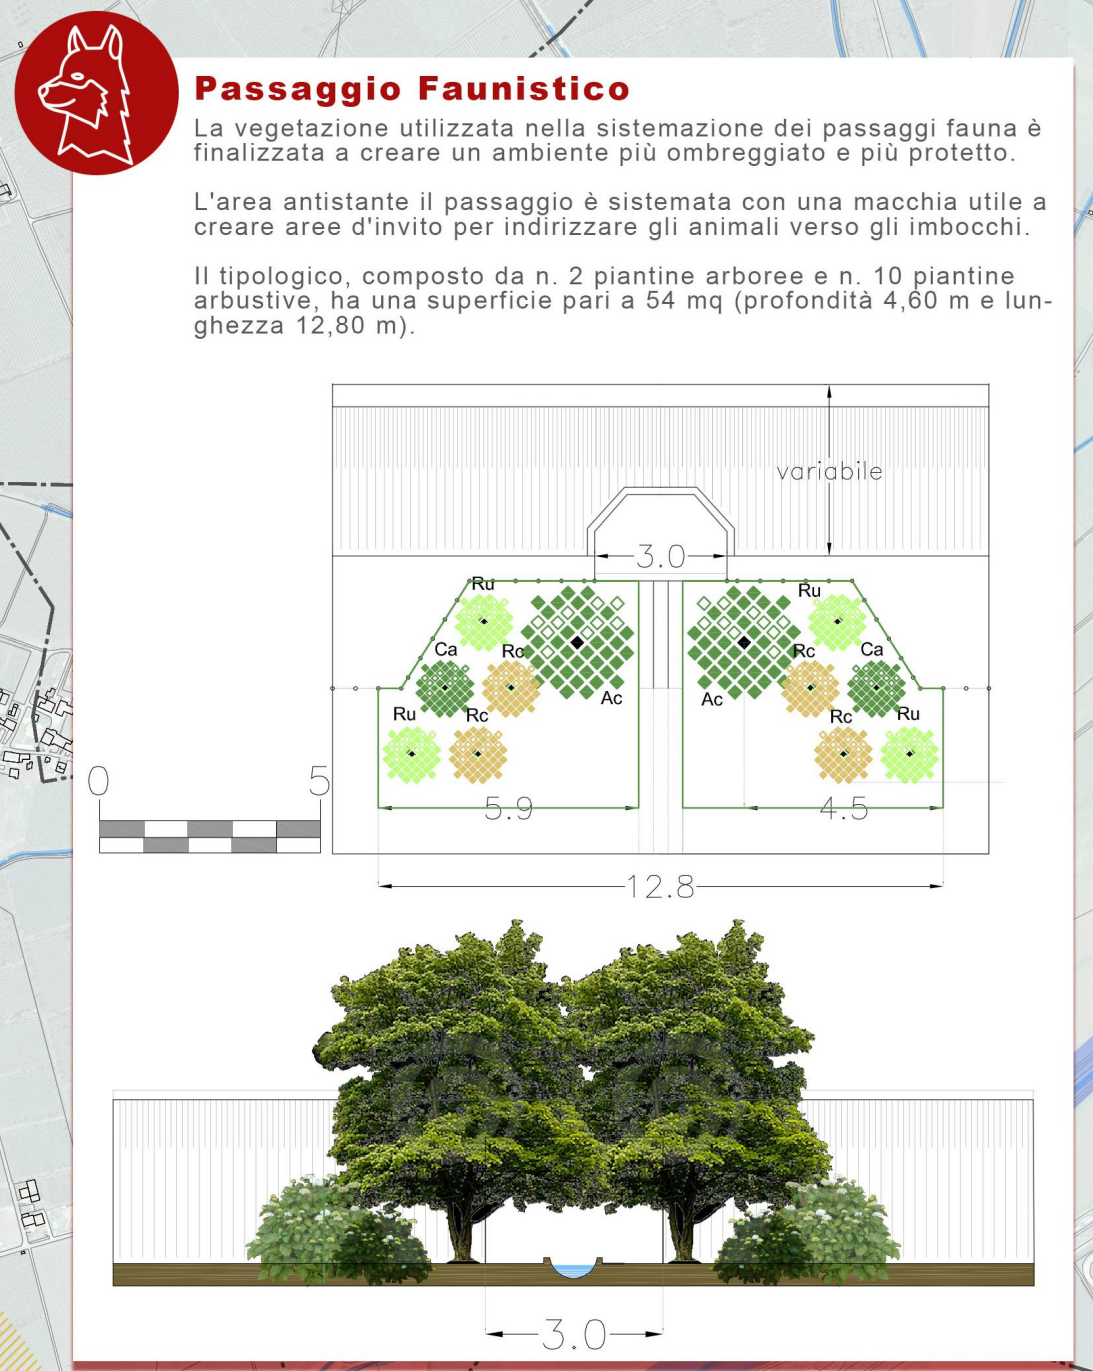 Passaggio Faunistico
La vegetazione utilizzata nella sistemazione dei passaggi fauna è
finalizzata a creare un ambiente più ombreggiato e più protetto.
L'area antistante il passaggio è sistemata con una macchia utile a
creare aree d'invito per indirizzare gli animali verso gli imbocchi.
Il tipologico, composto da n. 2 piantine arboree e n. 10 piantine
arbustive, ha una superficie pari a 54 mq (profondità 4,60 m e lun-
ghezza 12,80 m).
variabile
3.0
Ru Ru
Ca Rc Rc Ca
Ac Ac
Ru Rc Rc Ru
0 5
5.9 4.5
12.8
3.0